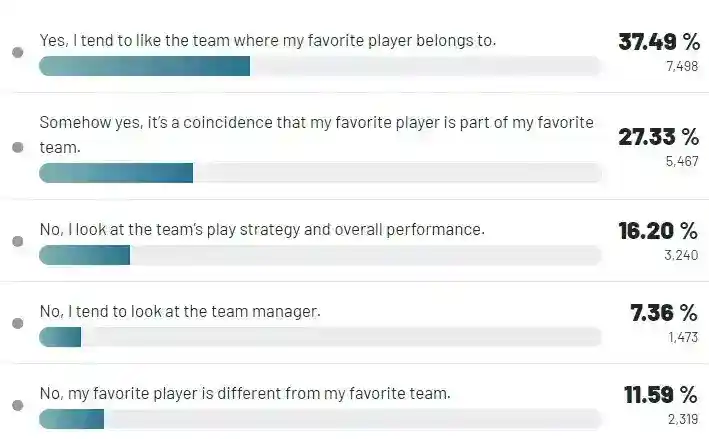 Yes, I tend to like the team where my favorite player belongs to.
37.49 %
7,498
Somehow yes, it's a coincidence that my favorite player is part of my favorite
team.
27.33 %
5,467
No, I look at the team's play strategy and overall performance.
16.20 %
3,240
No, I tend to look at the team manager.
7.36 %
1,473
No, my favorite player is different from my favorite team.
11.59 %
2,319